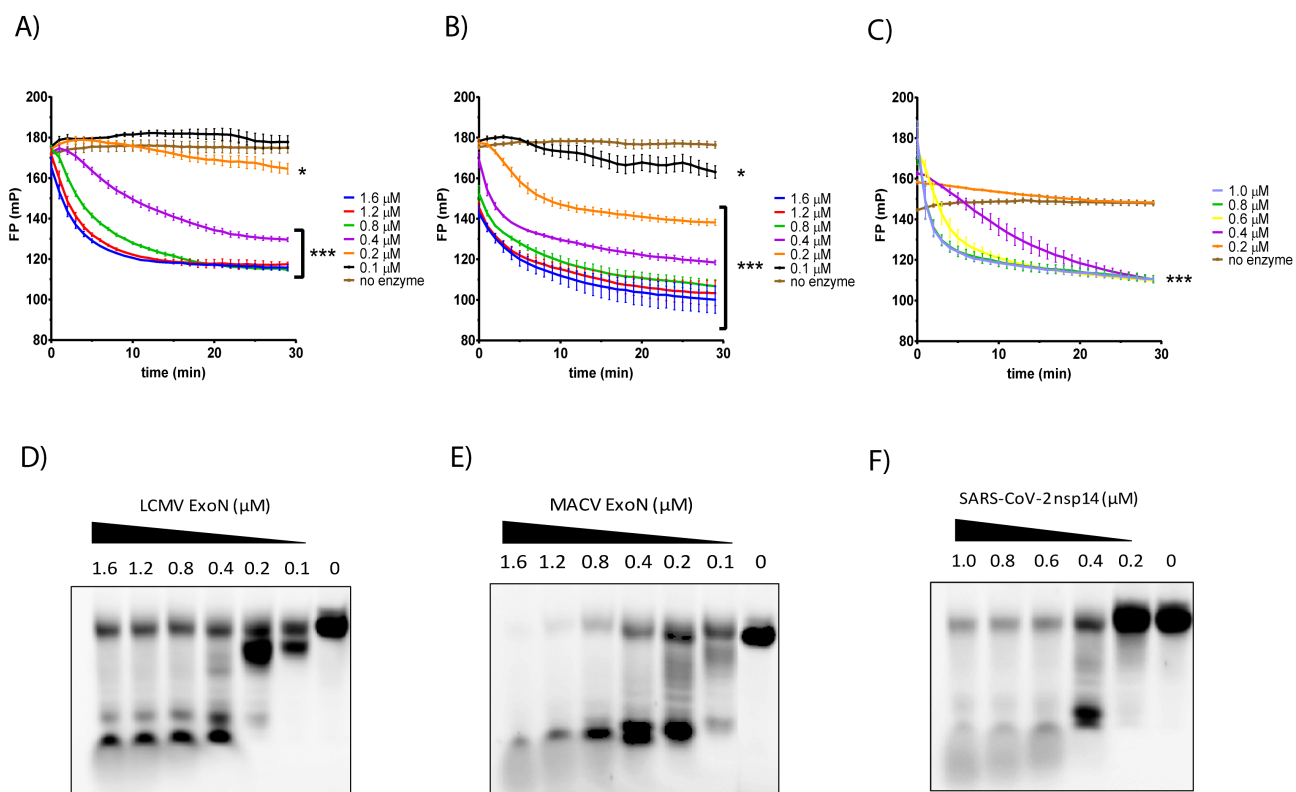 A)
B)
C)
200
180
160
140
120
100
80
FP (mP)
0
10
20
30
time (min)
*
***
1.6 µM
1.2 µM
0.8 µM
0.4 µM
0.2 µM
0.1 µM
no enzyme
200
180
160
140
120
100
80
FP (mP)
0
10
20
30
time (min)
*
***
1.6 µM
1.2 µM
0.8 µM
0.4 µM
0.2 µM
0.1 µM
no enzyme
200
180
160
140
120
100
80
FP (mP)
0
10
20
30
time (min)
***
1.0 µM
0.8 µM
0.6 µM
0.4 µM
0.2 µM
no enzyme
D)
LCMV ExoN (µM)
1.6 1.2 0.8 0.4 0.2 0.1 0
E)
MACV ExoN (µM)
1.6 1.2 0.8 0.4 0.2 0.1 0
F)
SARS-CoV-2 nsp14 (µM)
1.0 0.8 0.6 0.4 0.2 0